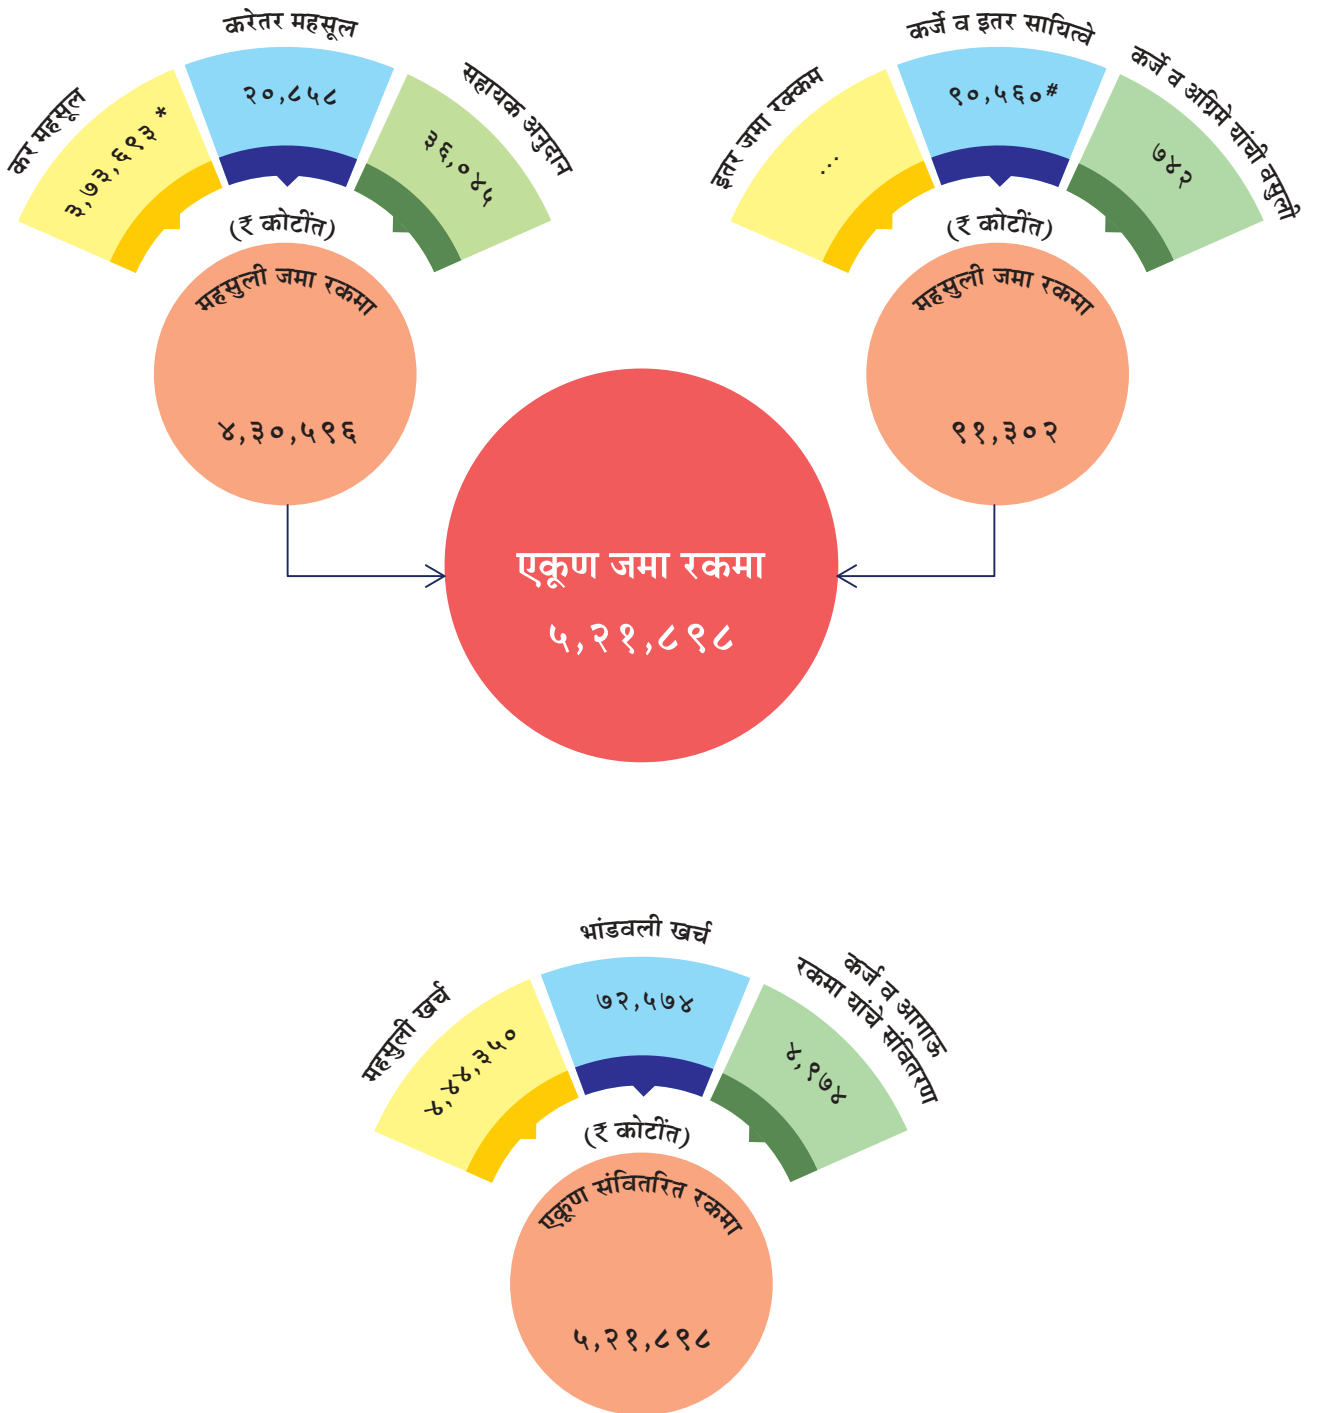 कर महसूल
३,७३,६९३ *
करेतर महसूल
२०,८५८
सहायक अनुदान
३६,०४५
(₹ कोटींत)
महसुली जमा रकमा
४,३०,५९६
इतर जमा रक्कम
...
कर्जे व इतर सायित्वे
९०,५६०#
कर्जे व अग्रिमे यांची वसुली
७४२
(₹ कोटींत)
महसुली जमा रकमा
९१,३०२
एकूण जमा रकमा
५,२१,८९८
महसुली खर्च
४,४४,३५०
भांडवली खर्च
७२,५७४
कर्ज व आगाऊ
रकमा यांचे संवितरण
४,९७४
(₹ कोटींत)
एकूण संवितरित रकमा
५,२१,८९८